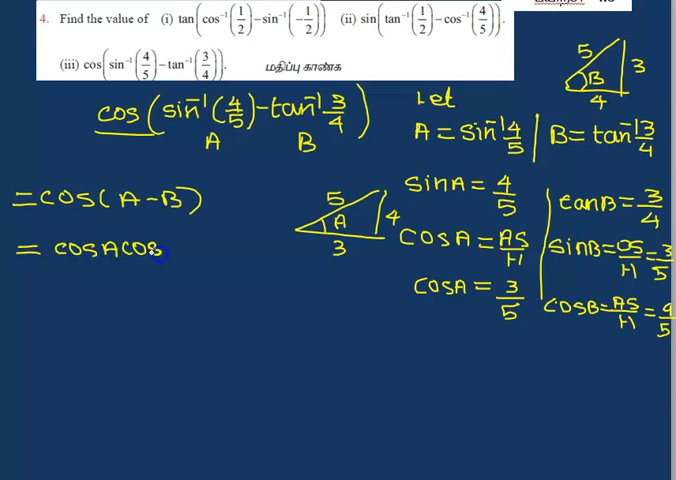 4. Find the value of (i) tan(cos⁻¹(1/2) − sin⁻¹(−1/2)) (ii) sin(tan⁻¹(1/2) − cos⁻¹(4/5)).
(iii) cos(sin⁻¹(4/5) − tan⁻¹(3/4)). மதிப்பு காண்க
5
3
B
4
cos(sin⁻¹(4/5) − tan⁻¹ 3/4)
A B
Let
A = sin⁻¹ 4/5 | B = tan⁻¹ 3/4
= cos(A − B)
5
A
4
3
sinA = 4/5
cosA = AS/H
cosA = 3/5
tanB = 3/4
sinB = OS/H = 3/5
cosB = AS/H = 4/5
= cosAcos